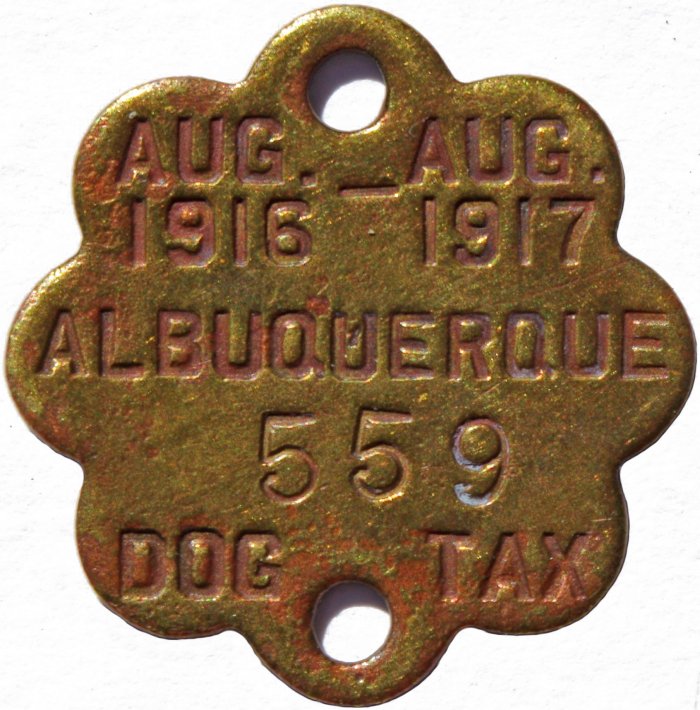 AUG. _ AUG.
1916 1917
ALBUQUERQUE
559
DOG TAX